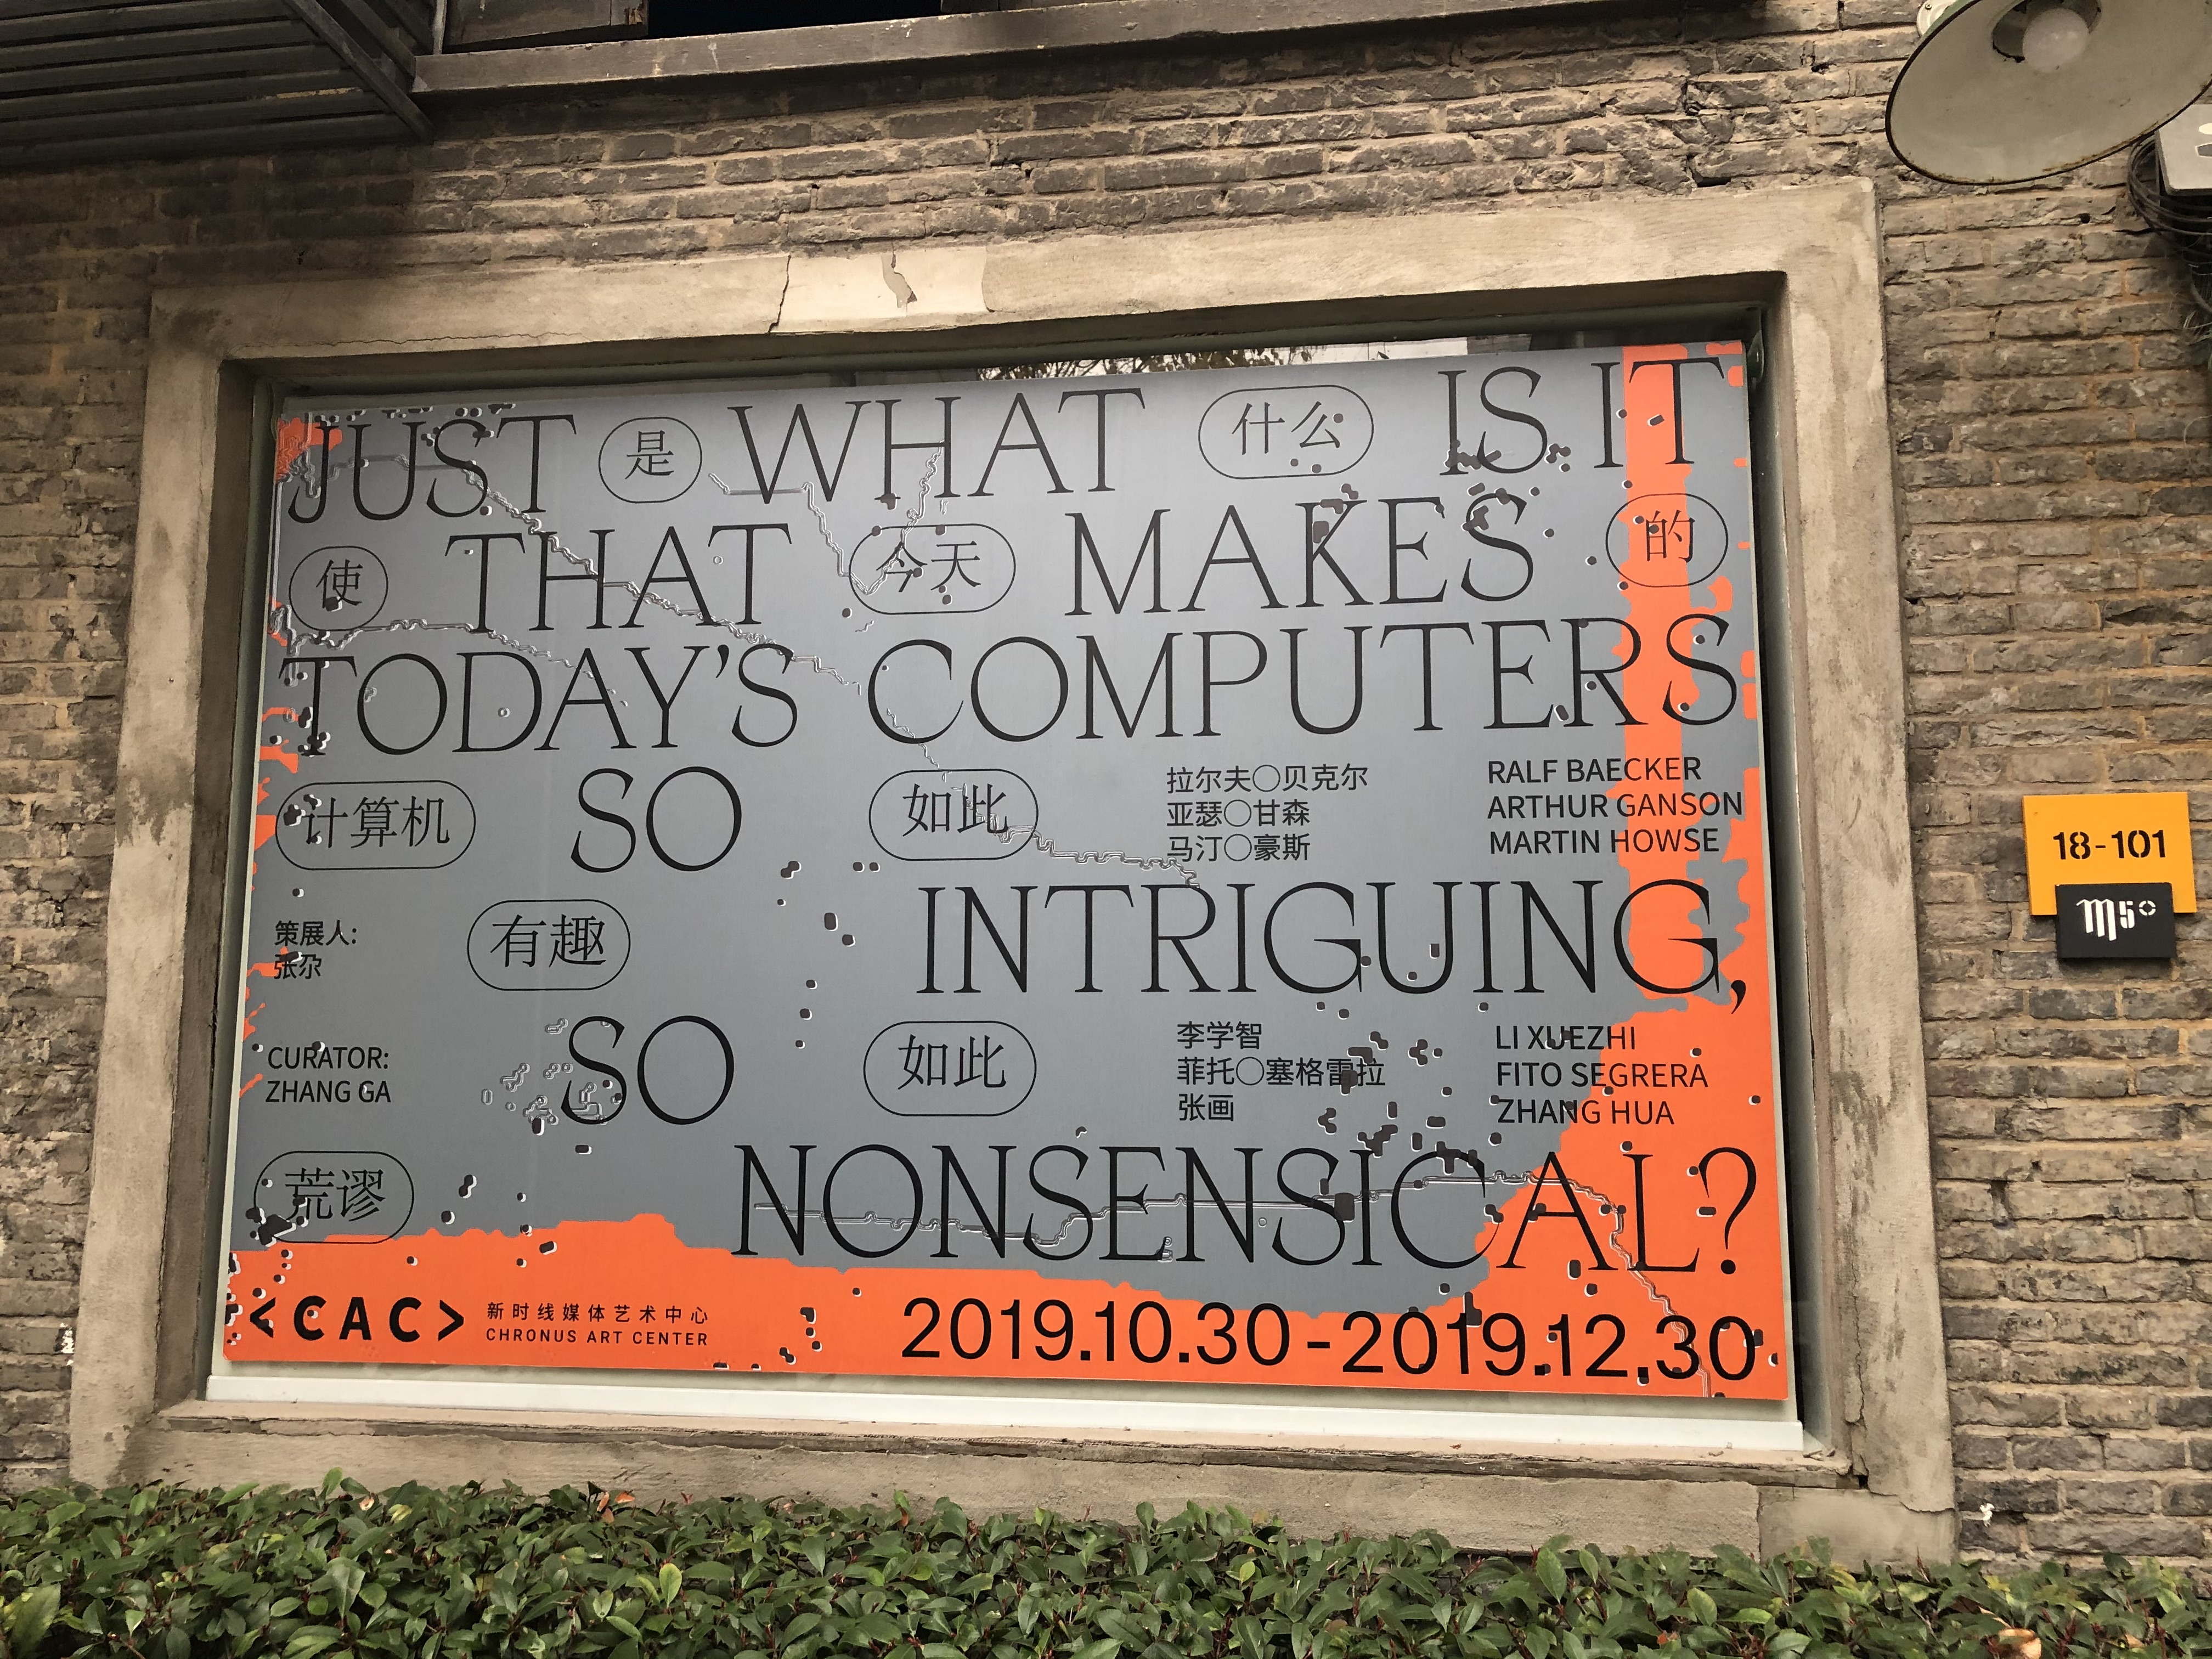 JUST 是 WHAT 什么 IS IT
使 THAT 今天 MAKES 的
TODAY'S COMPUTERS
计算机 SO 如此
拉尔夫〇贝克尔
亚瑟〇甘森
马汀〇豪斯
RALF BAECKER
ARTHUR GANSON
MARTIN HOWSE
有趣 INTRIGUING,
策展人:
张尕
CURATOR:
ZHANG GA
SO 如此
李学智
菲托〇塞格雷拉
张画
LI XUEZHI
FITO SEGRERA
ZHANG HUA
荒谬 NONSENSICAL?
<CAC>
新时线媒体艺术中心
CHRONUS ART CENTER
2019.10.30-2019.12.30
18-101
m50